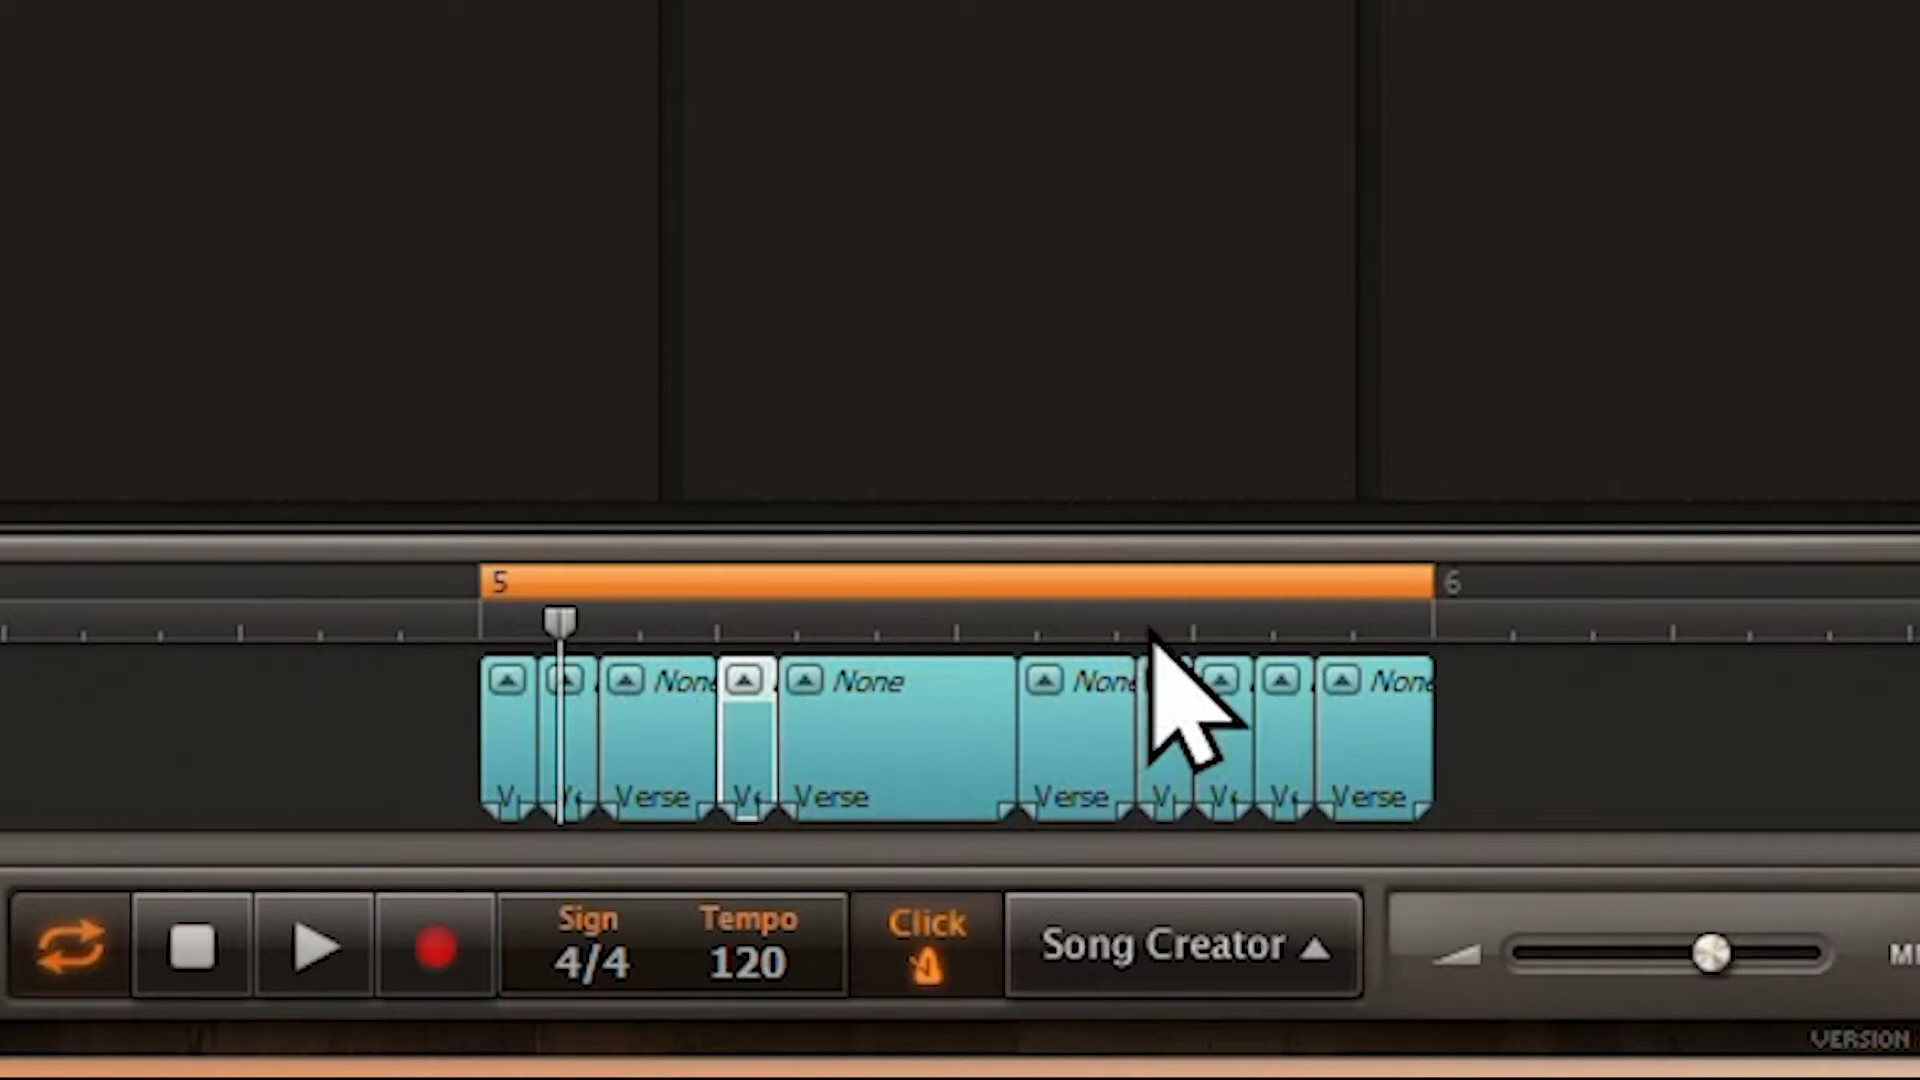 5 6
None None None None
Verse Verse Verse Verse
Sign Tempo Click
4/4 120
Song Creator
VERSION